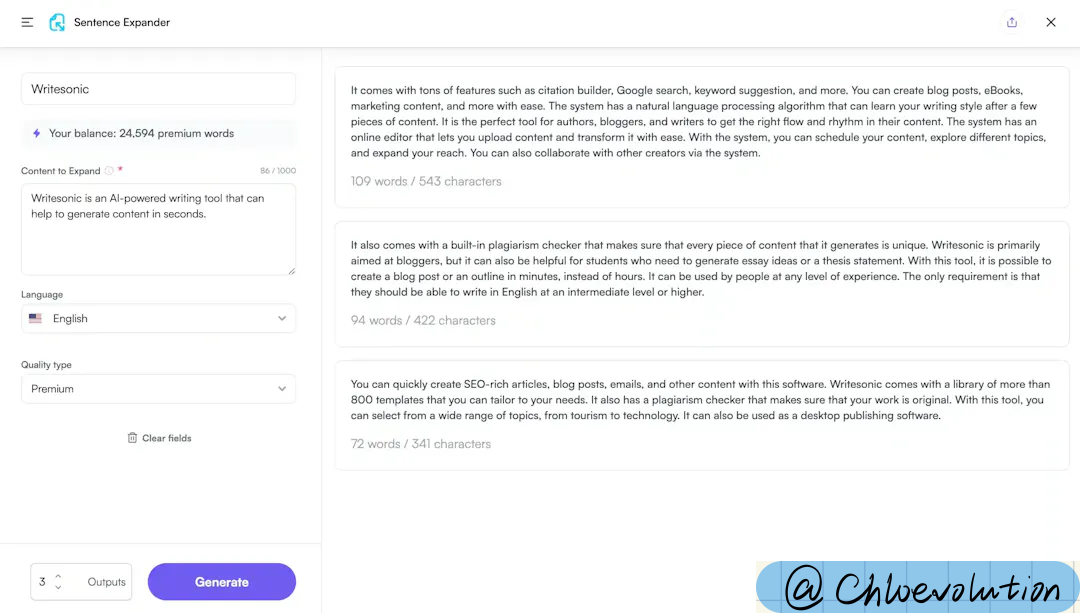 Sentence Expander
Writesonic
Your balance: 24,594 premium words
Content to Expand * 86 / 1000
Writesonic is an AI-powered writing tool that can
help to generate content in seconds.
Language
English
Quality type
Premium
Clear fields
3 Outputs
Generate
It comes with tons of features such as citation builder, Google search, keyword suggestion, and more. You can create blog posts, eBooks,
marketing content, and more with ease. The system has a natural language processing algorithm that can learn your writing style after a few
pieces of content. It is the perfect tool for authors, bloggers, and writers to get the right flow and rhythm in their content. The system has an
online editor that lets you upload content and transform it with ease. With the system, you can schedule your content, explore different topics,
and expand your reach. You can also collaborate with other creators via the system.
109 words / 543 characters
It also comes with a built-in plagiarism checker that makes sure that every piece of content that it generates is unique. Writesonic is primarily
aimed at bloggers, but it can also be helpful for students who need to generate essay ideas or a thesis statement. With this tool, it is possible to
create a blog post or an outline in minutes, instead of hours. It can be used by people at any level of experience. The only requirement is that
they should be able to write in English at an intermediate level or higher.
94 words / 422 characters
You can quickly create SEO-rich articles, blog posts, emails, and other content with this software. Writesonic comes with a library of more than
800 templates that you can tailor to your needs. It also has a plagiarism checker that makes sure that your work is original. With this tool, you
can select from a wide range of topics, from tourism to technology. It can also be used as a desktop publishing software.
72 words / 341 characters
@ Chloevolution